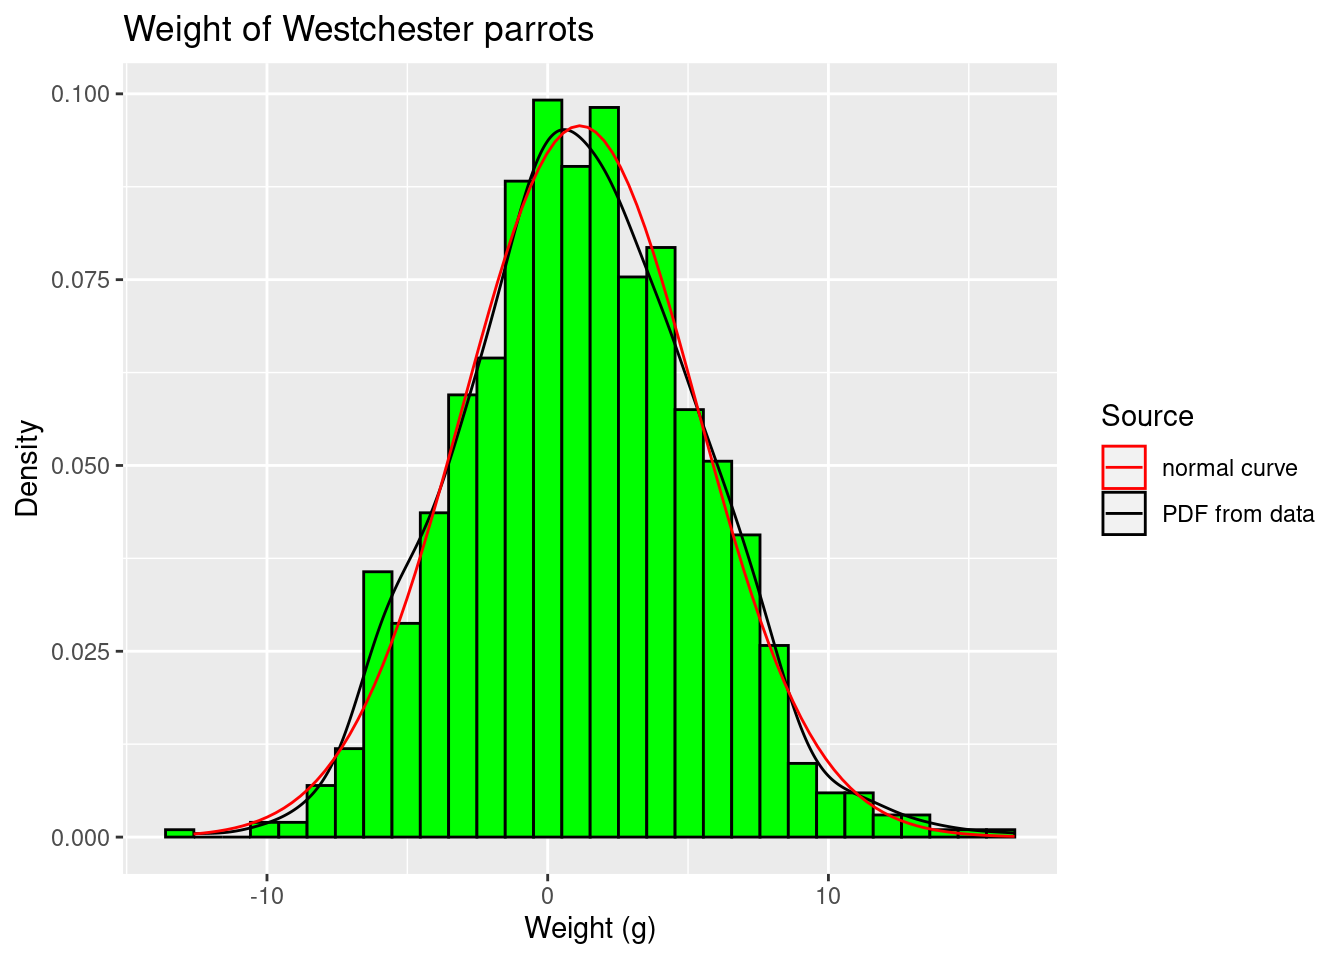 Weight of Westchester parrots
0.100
0.075
0.050
0.025
0.000
Density
-10
0
10
Weight (g)
Source
normal curve
PDF from data